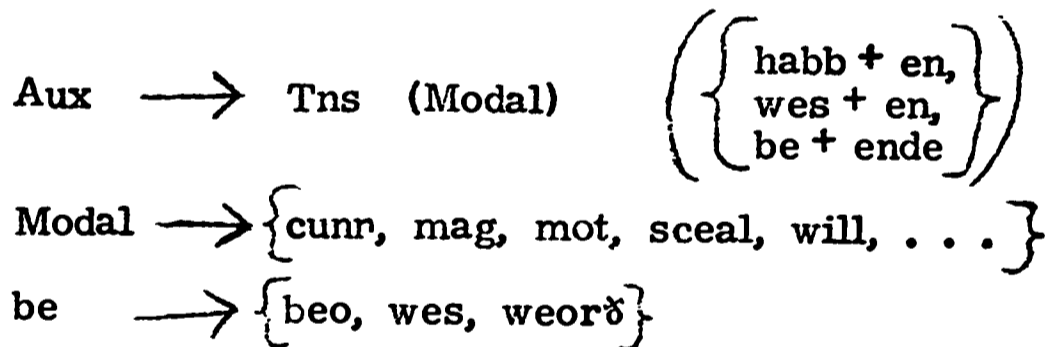 habb + en,
Aux → Tns (Modal) ({wes + en,})
be + ende
Modal → {cunn, mag, mot, sceal, will, . . . }
be → {beo, wes, weorð}